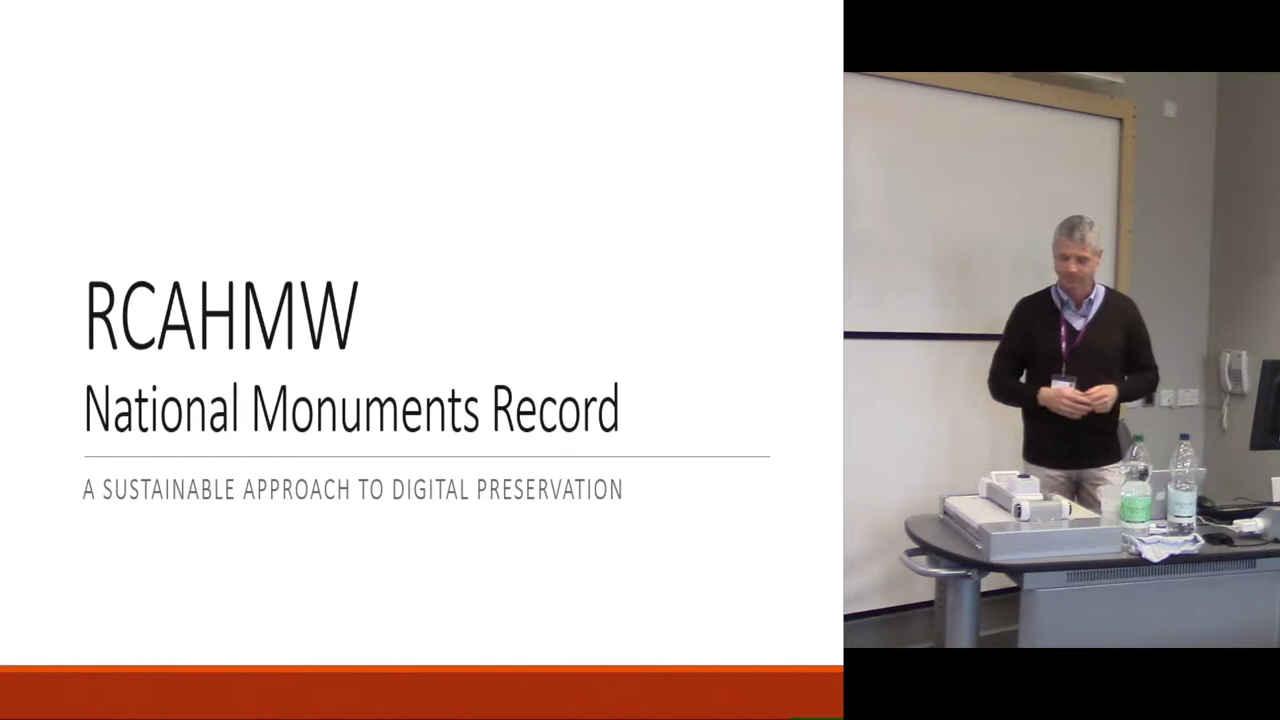 RCAHMW
National Monuments Record
A SUSTAINABLE APPROACH TO DIGITAL PRESERVATION